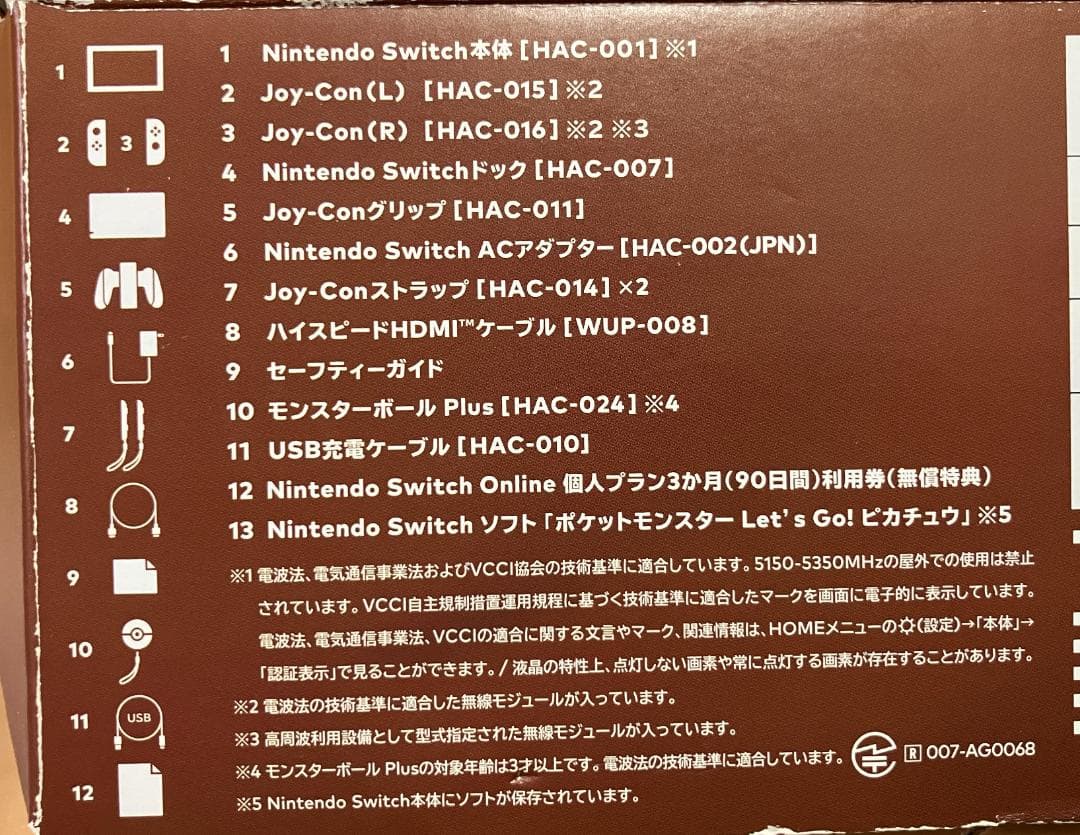 1 Nintendo Switch本体[HAC-001]※1
2 Joy-Con(L) [HAC-015]※2
3 Joy-Con(R) [HAC-016]※2 ※3
4 Nintendo Switchドック[HAC-007]
5 Joy-Conグリップ[HAC-011]
6 Nintendo Switch ACアダプター[HAC-002(JPN)]
7 Joy-Conストラップ[HAC-014]×2
8 ハイスピードHDMI™ケーブル[WUP-008]
9 セーフティーガイド
10 モンスターボール Plus[HAC-024]※4
11 USB充電ケーブル[HAC-010]
12 Nintendo Switch Online 個人プラン3か月(90日間)利用券(無償特典)
13 Nintendo Switch ソフト「ポケットモンスター Let's Go! ピカチュウ」※5
※1 電波法、電気通信事業法およびVCCI協会の技術基準に適合しています。5150-5350MHzの屋外での使用は禁止
されています。VCCI自主規制措置運用規程に基づく技術基準に適合したマークを画面に電子的に表示しています。
電波法、電気通信事業法、VCCIの適合に関する文言やマーク、関連情報は、HOMEメニューの(設定)→「本体」→
「認証表示」で見ることができます。/ 液晶の特性上、点灯しない画素や常に点灯する画素が存在することがあります。
※2 電波法の技術基準に適合した無線モジュールが入っています。
※3 高周波利用設備として型式指定された無線モジュールが入っています。
※4 モンスターボール Plusの対象年齢は3才以上です。電波法の技術基準に適合しています。
R 007-AG0068
※5 Nintendo Switch本体にソフトが保存されています。
1
2 3
4
5
6
7
8
9
10
11 USB
12